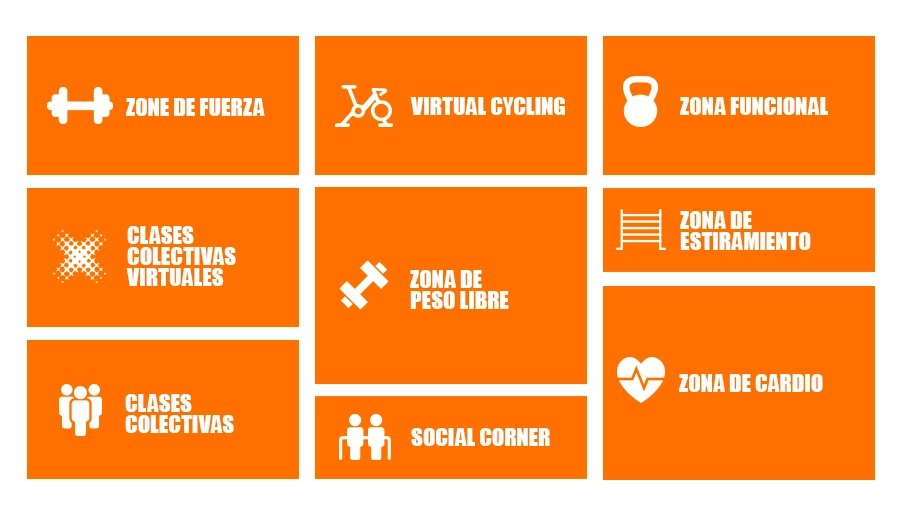 ZONE DE FUERZA
VIRTUAL CYCLING
ZONA FUNCIONAL
CLASES
COLECTIVAS
VIRTUALES
ZONA DE
PESO LIBRE
ZONA DE
ESTIRAMIENTO
CLASES
COLECTIVAS
SOCIAL CORNER
ZONA DE CARDIO